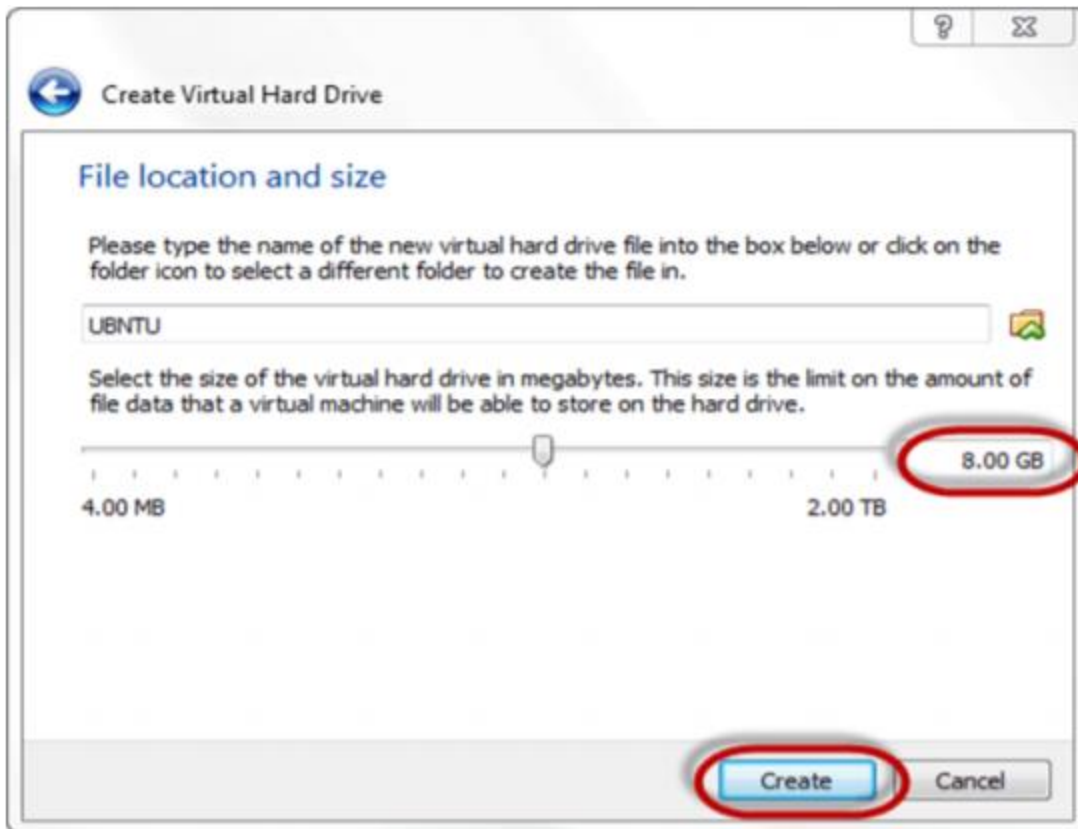 Create Virtual Hard Drive
File location and size
Please type the name of the new virtual hard drive file into the box below or click on the
folder icon to select a different folder to create the file in.
UBNTU
Select the size of the virtual hard drive in megabytes. This size is the limit on the amount of
file data that a virtual machine will be able to store on the hard drive.
8.00 GB
4.00 MB 2.00 TB
Create Cancel